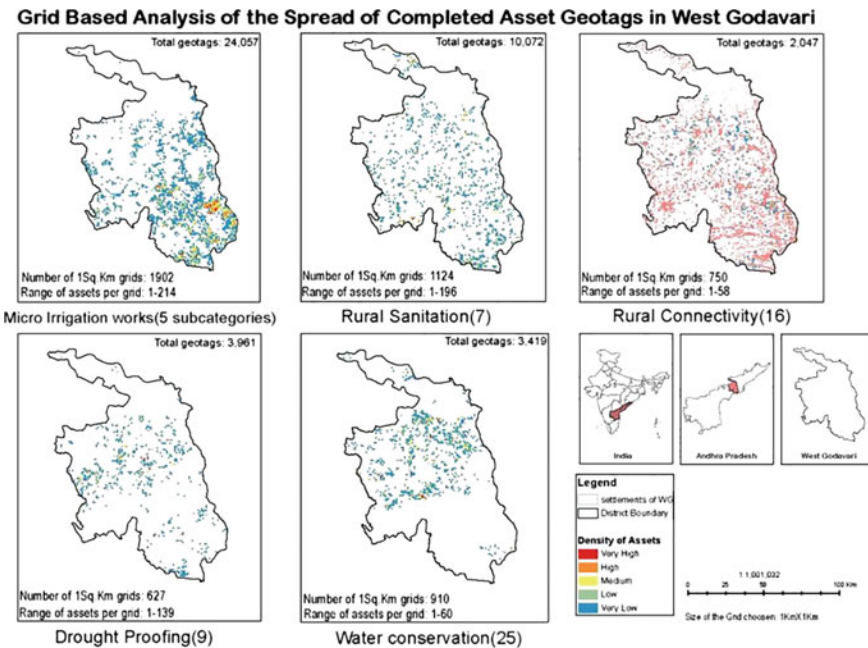 Grid Based Analysis of the Spread of Completed Asset Geotags in West Godavari
Total geotags: 24,057
Number of 1Sq Km grids: 1902
Range of assets per grid: 1-214
Micro Irrigation works(5 subcategories)
Total geotags: 10,072
Number of 1Sq.Km grids: 1124
Range of assets per grid: 1-196
Rural Sanitation(7)
Total geotags: 2,047
Number of 1Sq.Km grids: 750
Range of assets per grid: 1-58
Rural Connectivity(16)
Total geotags: 3,961
Number of 1Sq.Km grids: 627
Range of assets per grid: 1-139
Drought Proofing(9)
Total geotags: 3,419
Number of 1Sq.Km grids: 910
Range of assets per grid: 1-60
Water conservation(25)
India
Andhra Pradesh
West Godavari
Legend
settlements of WG
District Boundary
Density of Assets
Very High
High
Medium
Low
Very Low
1:1,001,032
0 25 50 100 Km
Size of the Grid choosen: 1KmX1Km